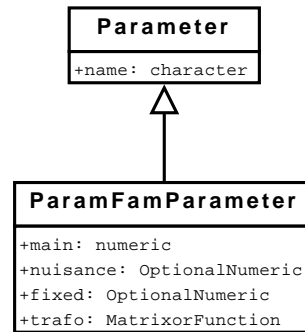 Parameter
+name: character
ParamFamParameter
+main: numeric
+nuisance: OptionalNumeric
+fixed: OptionalNumeric
+trafo: MatrixorFunction